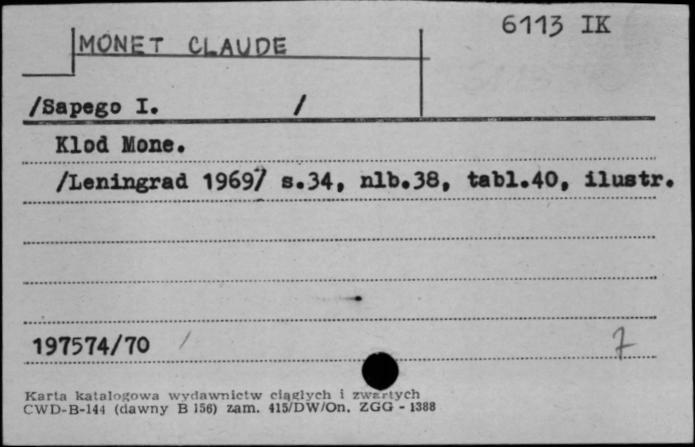 6113 IK
MONET CLAUDE
/Sapego I. /
Klod Mone.
/Leningrad 1969/ s.34, nlb.38, tabl.40, ilustr.
197574/70 /
7
Karta katalogowa wydawnictw ciągłych i zwartych
CWD-B-144 (dawny B 156) zam. 415/DW/On. ZGG - 1388